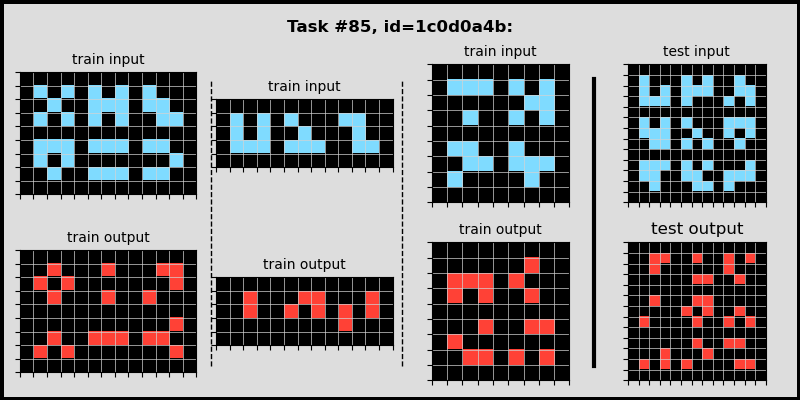 Task #85, id=1c0d0a4b:
train input
train input
train input
test input
train output
train output
train output
test output